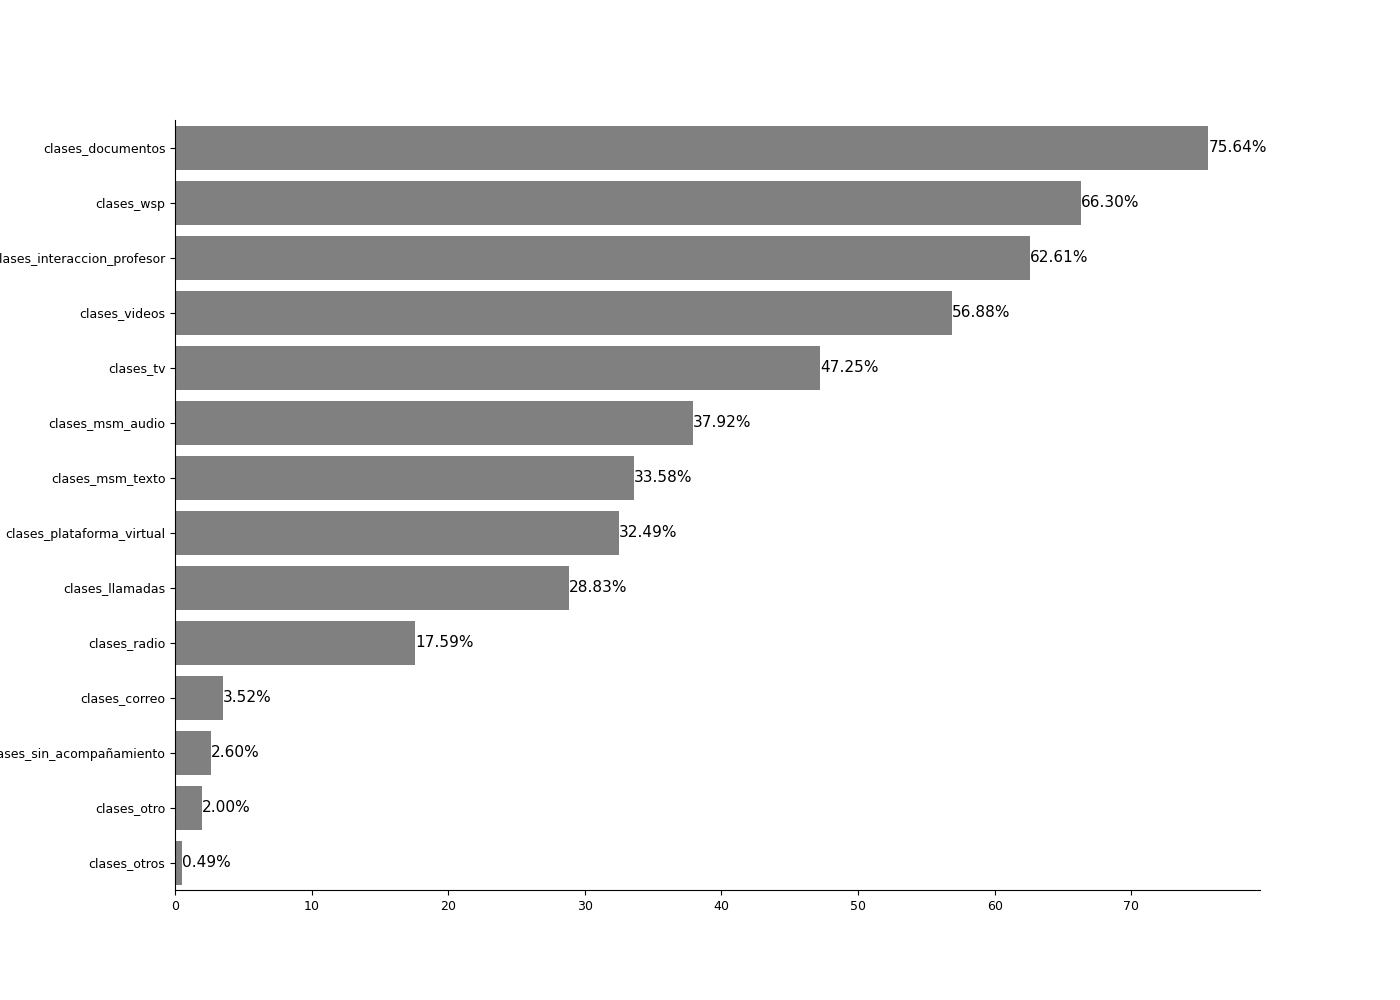 clases_documentos 75.64%
clases_wsp 66.30%
lases_interaccion_profesor 62.61%
clases_videos 56.88%
clases_tv 47.25%
clases_msm_audio 37.92%
clases_msm_texto 33.58%
clases_plataforma_virtual 32.49%
clases_llamadas 28.83%
clases_radio 17.59%
clases_correo 3.52%
ases_sin_acompañamiento 2.60%
clases_otro 2.00%
clases_otros 0.49%
0 10 20 30 40 50 60 70